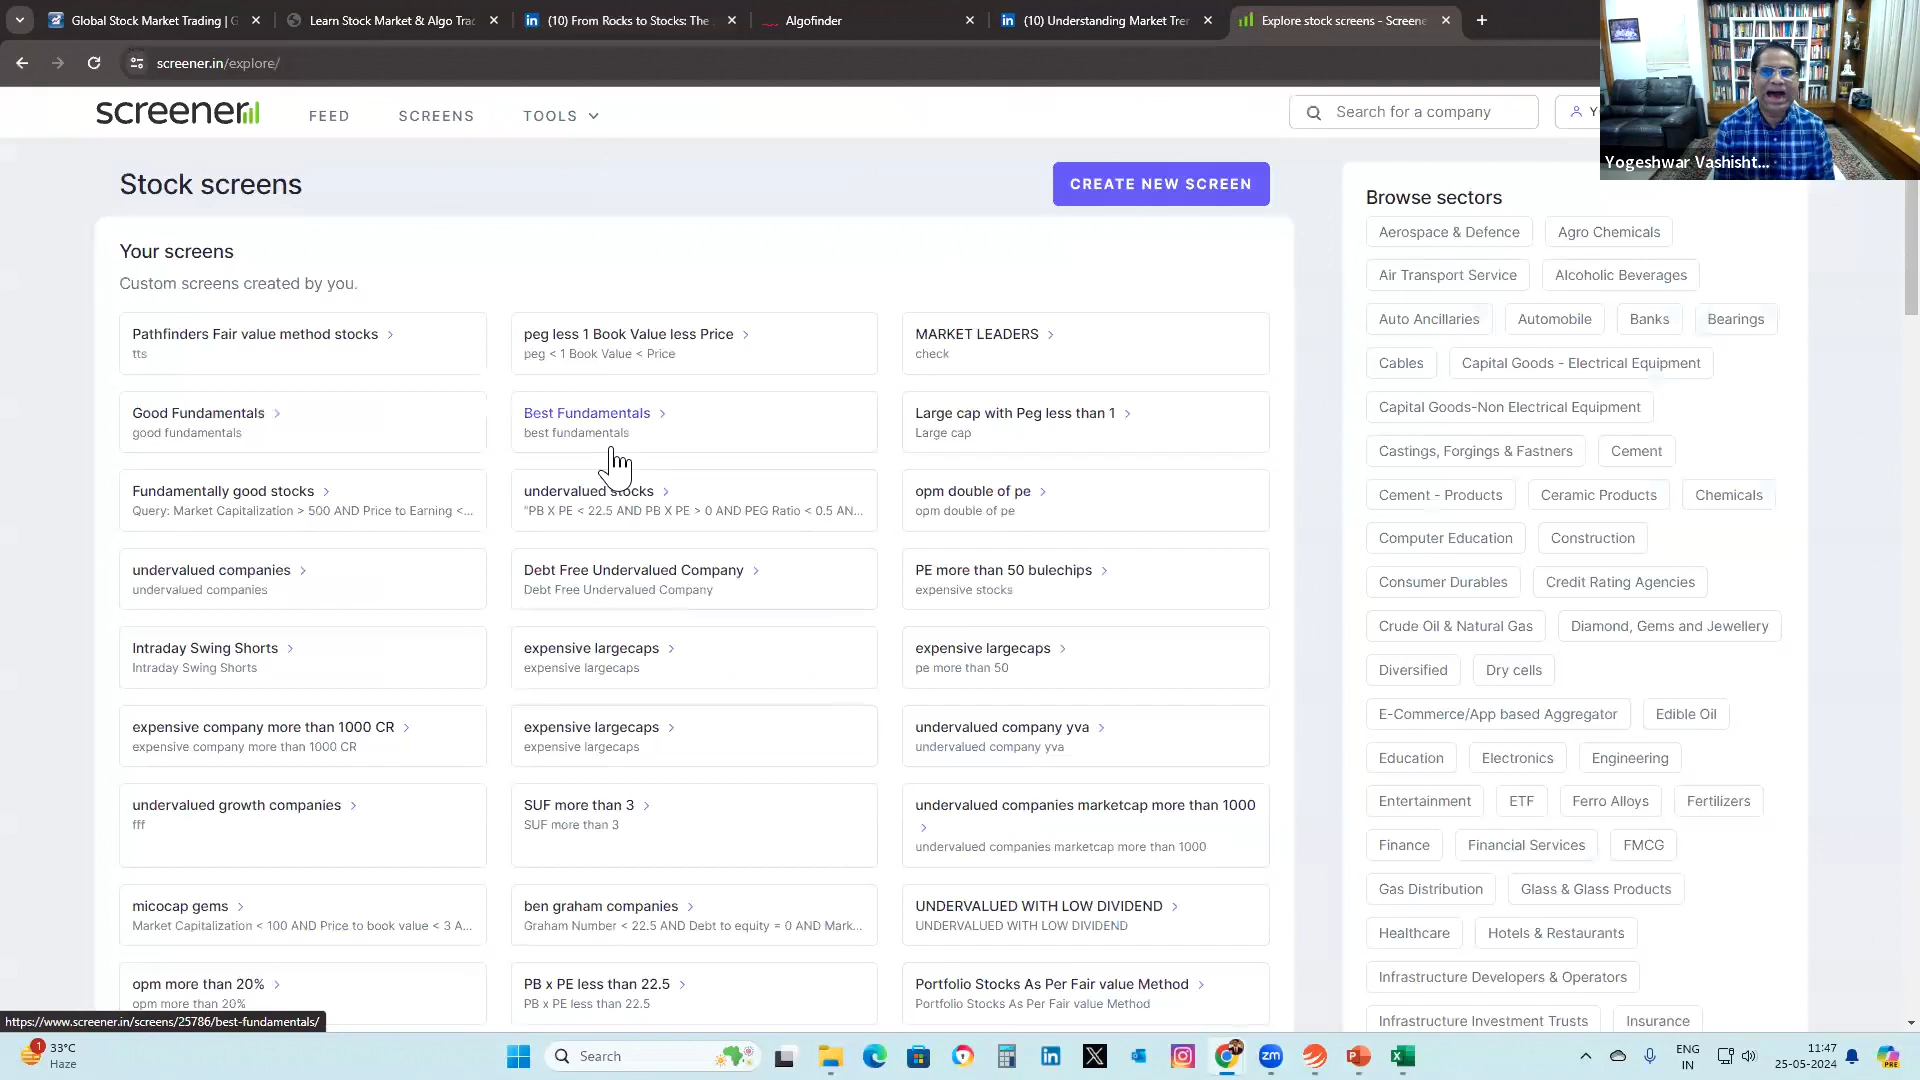 Global Stock Market Trading | G
Learn Stock Market & Algo Trad
(10) From Rocks to Stocks: The
Algofinder
(10) Understanding Market Tren
Explore stock screens - Screene
screener.in/explore/
screener
FEED
SCREENS
TOOLS
Search for a company
Y
Yogeshwar Vashisht...
Stock screens
CREATE NEW SCREEN
Your screens
Custom screens created by you.
Pathfinders Fair value method stocks
tts
peg less 1 Book Value less Price
peg < 1 Book Value < Price
MARKET LEADERS
check
Good Fundamentals
good fundamentals
Best Fundamentals
best fundamentals
Large cap with Peg less than 1
Large cap
Fundamentally good stocks
Query: Market Capitalization > 500 AND Price to Earning <...
undervalued stocks
"PB X PE < 22.5 AND PB X PE > 0 AND PEG Ratio < 0.5 AN...
opm double of pe
opm double of pe
undervalued companies
undervalued companies
Debt Free Undervalued Company
Debt Free Undervalued Company
PE more than 50 bulechips
expensive stocks
Intraday Swing Shorts
Intraday Swing Shorts
expensive largecaps
expensive largecaps
expensive largecaps
pe more than 50
expensive company more than 1000 CR
expensive company more than 1000 CR
expensive largecaps
expensive largecaps
undervalued company yva
undervalued company yva
undervalued growth companies
fff
SUF more than 3
SUF more than 3
undervalued companies marketcap more than 1000
undervalued companies marketcap more than 1000
micocap gems
Market Capitalization < 100 AND Price to book value < 3 A...
ben graham companies
Graham Number < 22.5 AND Debt to equity = 0 AND Mark...
UNDERVALUED WITH LOW DIVIDEND
UNDERVALUED WITH LOW DIVIDEND
opm more than 20%
opm more than 20%
PB x PE less than 22.5
PB x PE less than 22.5
Portfolio Stocks As Per Fair value Method
Portfolio Stocks As Per Fair value Method
Browse sectors
Aerospace & Defence
Agro Chemicals
Air Transport Service
Alcoholic Beverages
Auto Ancillaries
Automobile
Banks
Bearings
Cables
Capital Goods - Electrical Equipment
Capital Goods-Non Electrical Equipment
Castings, Forgings & Fastners
Cement
Cement - Products
Ceramic Products
Chemicals
Computer Education
Construction
Consumer Durables
Credit Rating Agencies
Crude Oil & Natural Gas
Diamond, Gems and Jewellery
Diversified
Dry cells
E-Commerce/App based Aggregator
Edible Oil
Education
Electronics
Engineering
Entertainment
ETF
Ferro Alloys
Fertilizers
Finance
Financial Services
FMCG
Gas Distribution
Glass & Glass Products
Healthcare
Hotels & Restaurants
Infrastructure Developers & Operators
Infrastructure Investment Trusts
Insurance
https://www.screener.in/screens/25786/best-fundamentals/
1
33°C
Haze
Search
ENG
IN
11:47
25-05-2024